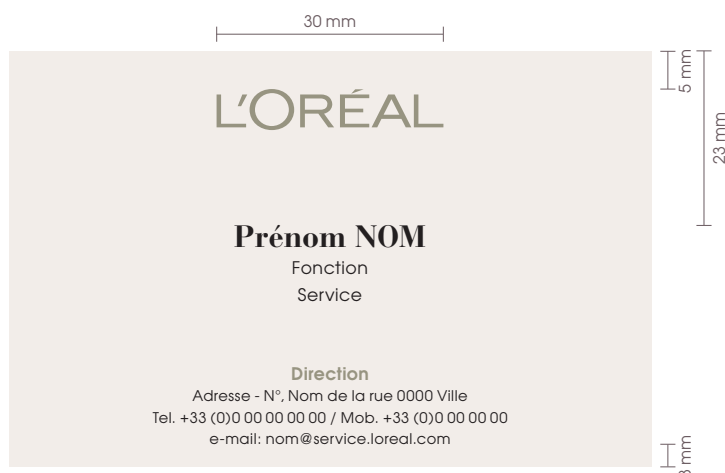 30 mm
5 mm
23 mm
L'ORÉAL
Prénom NOM
Fonction
Service
Direction
Adresse - N°, Nom de la rue 0000 Ville
Tel. +33 (0)0 00 00 00 00 / Mob. +33 (0)0 00 00 00
e-mail: nom@service.loreal.com
mm